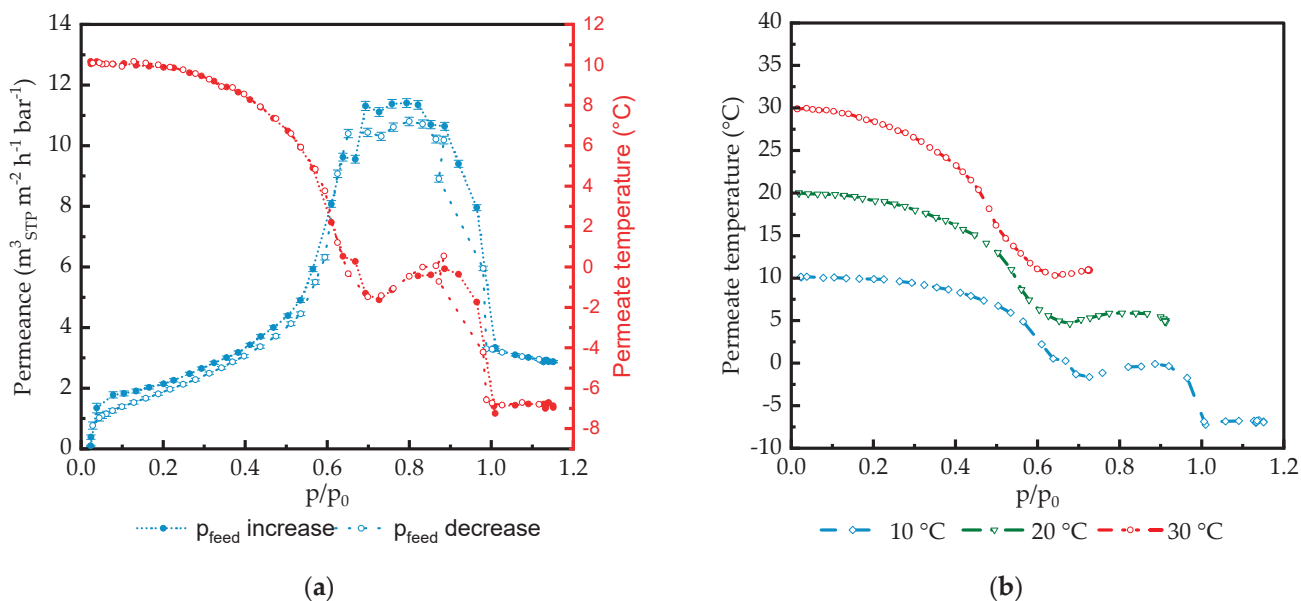 14
12
10
8
6
4
2
0
Permeance (m³STP m⁻² h⁻¹ bar⁻¹)
12
10
8
6
4
2
0
-2
-4
-6
-8
Permeate temperature (°C)
0.0 0.2 0.4 0.6 0.8 1.0 1.2
p/p0
pfeed increase pfeed decrease
(a)
40
35
30
25
20
15
10
5
0
-5
-10
Permeate temperature (°C)
0.0 0.2 0.4 0.6 0.8 1.0 1.2
p/p0
10 °C 20 °C 30 °C
(b)